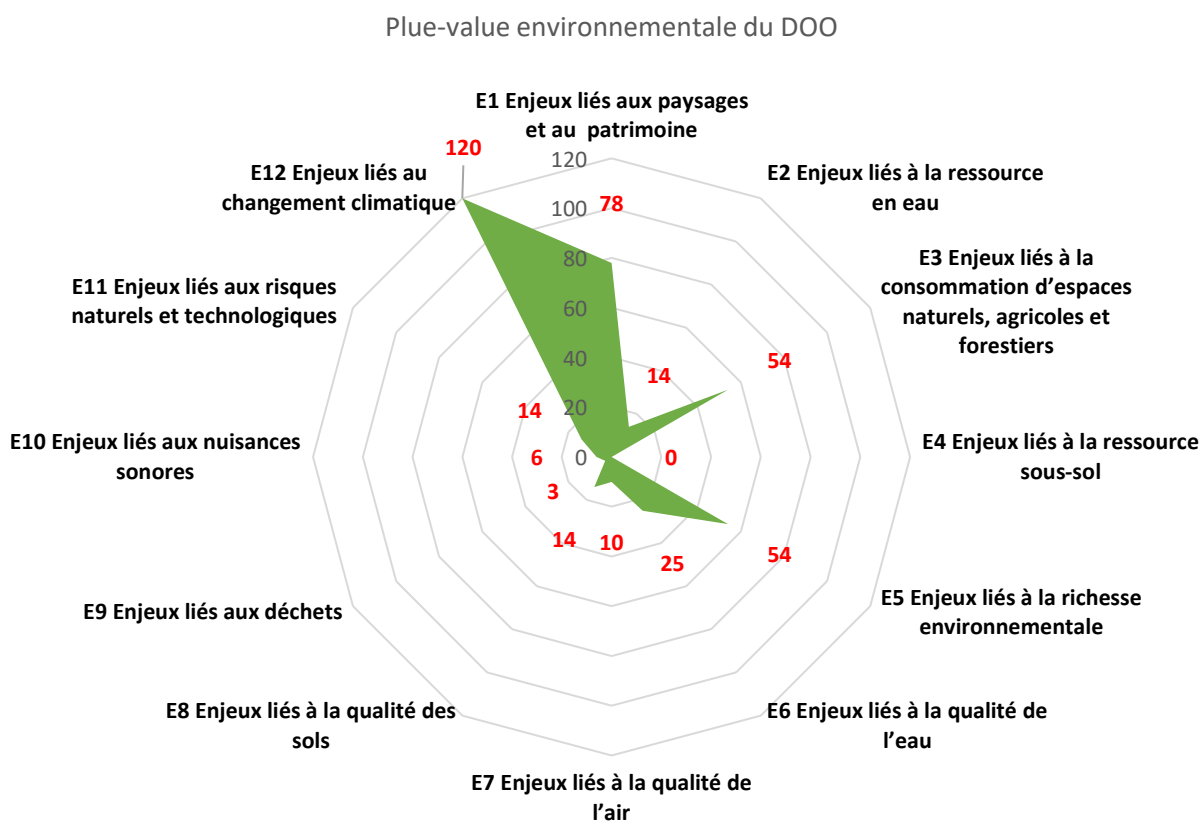 Plue-value environnementale du DOO
E1 Enjeux liés aux paysages
et au patrimoine
120
E12 Enjeux liés au
changement climatique
E2 Enjeux liés à la ressource
en eau
E3 Enjeux liés à la
consommation d’espaces
naturels, agricoles et
forestiers
E11 Enjeux liés aux risques
naturels et technologiques
E10 Enjeux liés aux nuisances
sonores
E4 Enjeux liés à la ressource
sous-sol
E9 Enjeux liés aux déchets
E5 Enjeux liés à la richesse
environnementale
E8 Enjeux liés à la qualité des
sols
E6 Enjeux liés à la qualité de
l’eau
E7 Enjeux liés à la qualité de
l’air
120
100
80
60
40
20
0
78
14
54
0
54
25
10
14
3
6
14